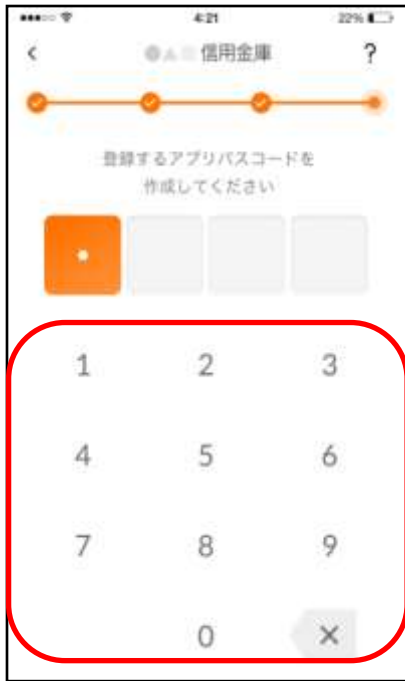 4:21 22%
●▲■信用金庫 ?
登録するアプリパスコードを
作成してください
1 2 3
4 5 6
7 8 9
0 ×